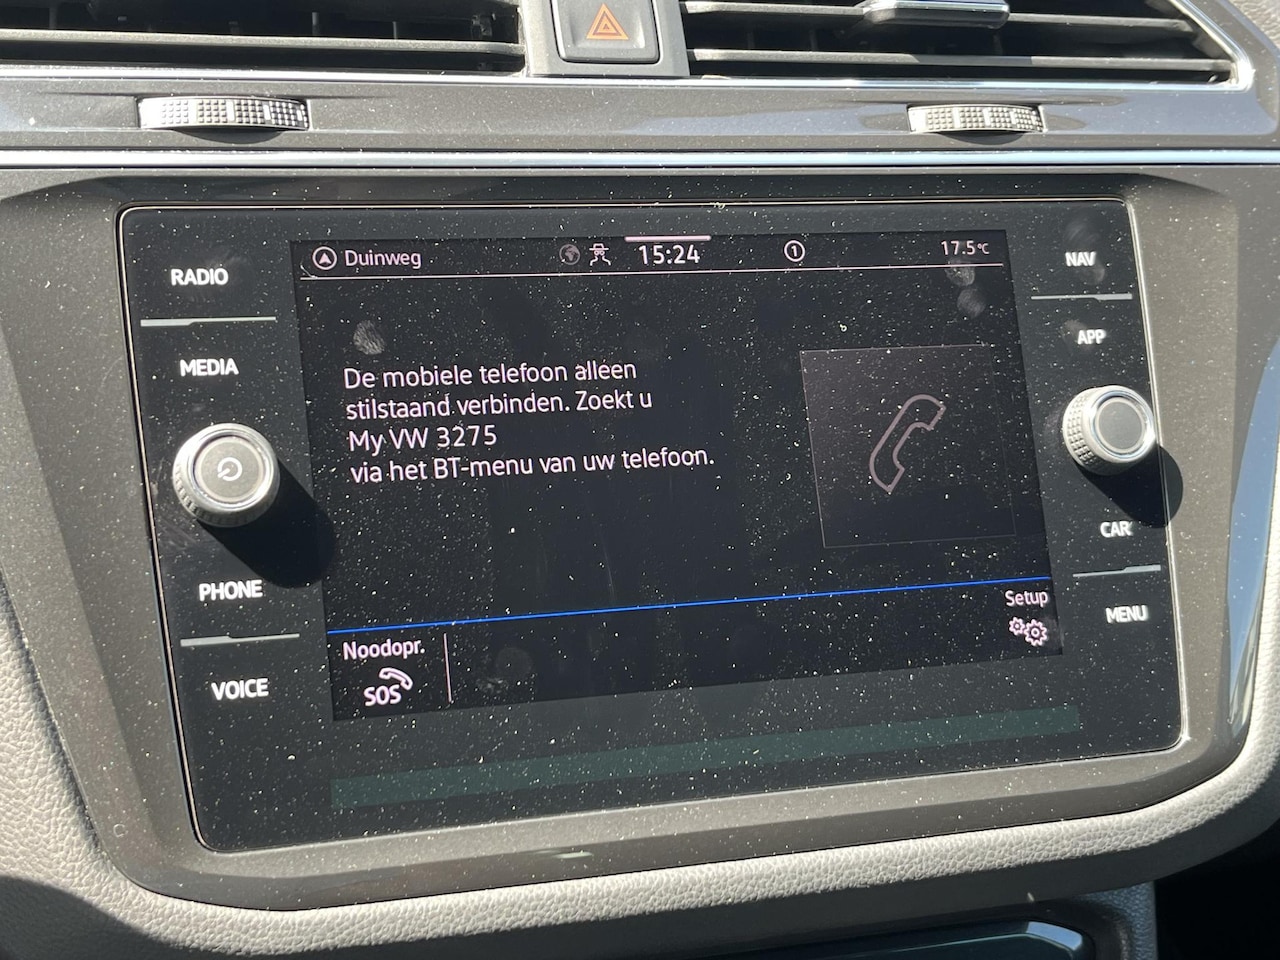 RADIO
MEDIA
PHONE
VOICE
Duinweg
15:24
1
17.5°C
De mobiele telefoon alleen
stilstaand verbinden. Zoekt u
My VW 3275
via het BT-menu van uw telefoon.
Noodopr.
SOS
Setup
NAV
APP
CAR
MENU